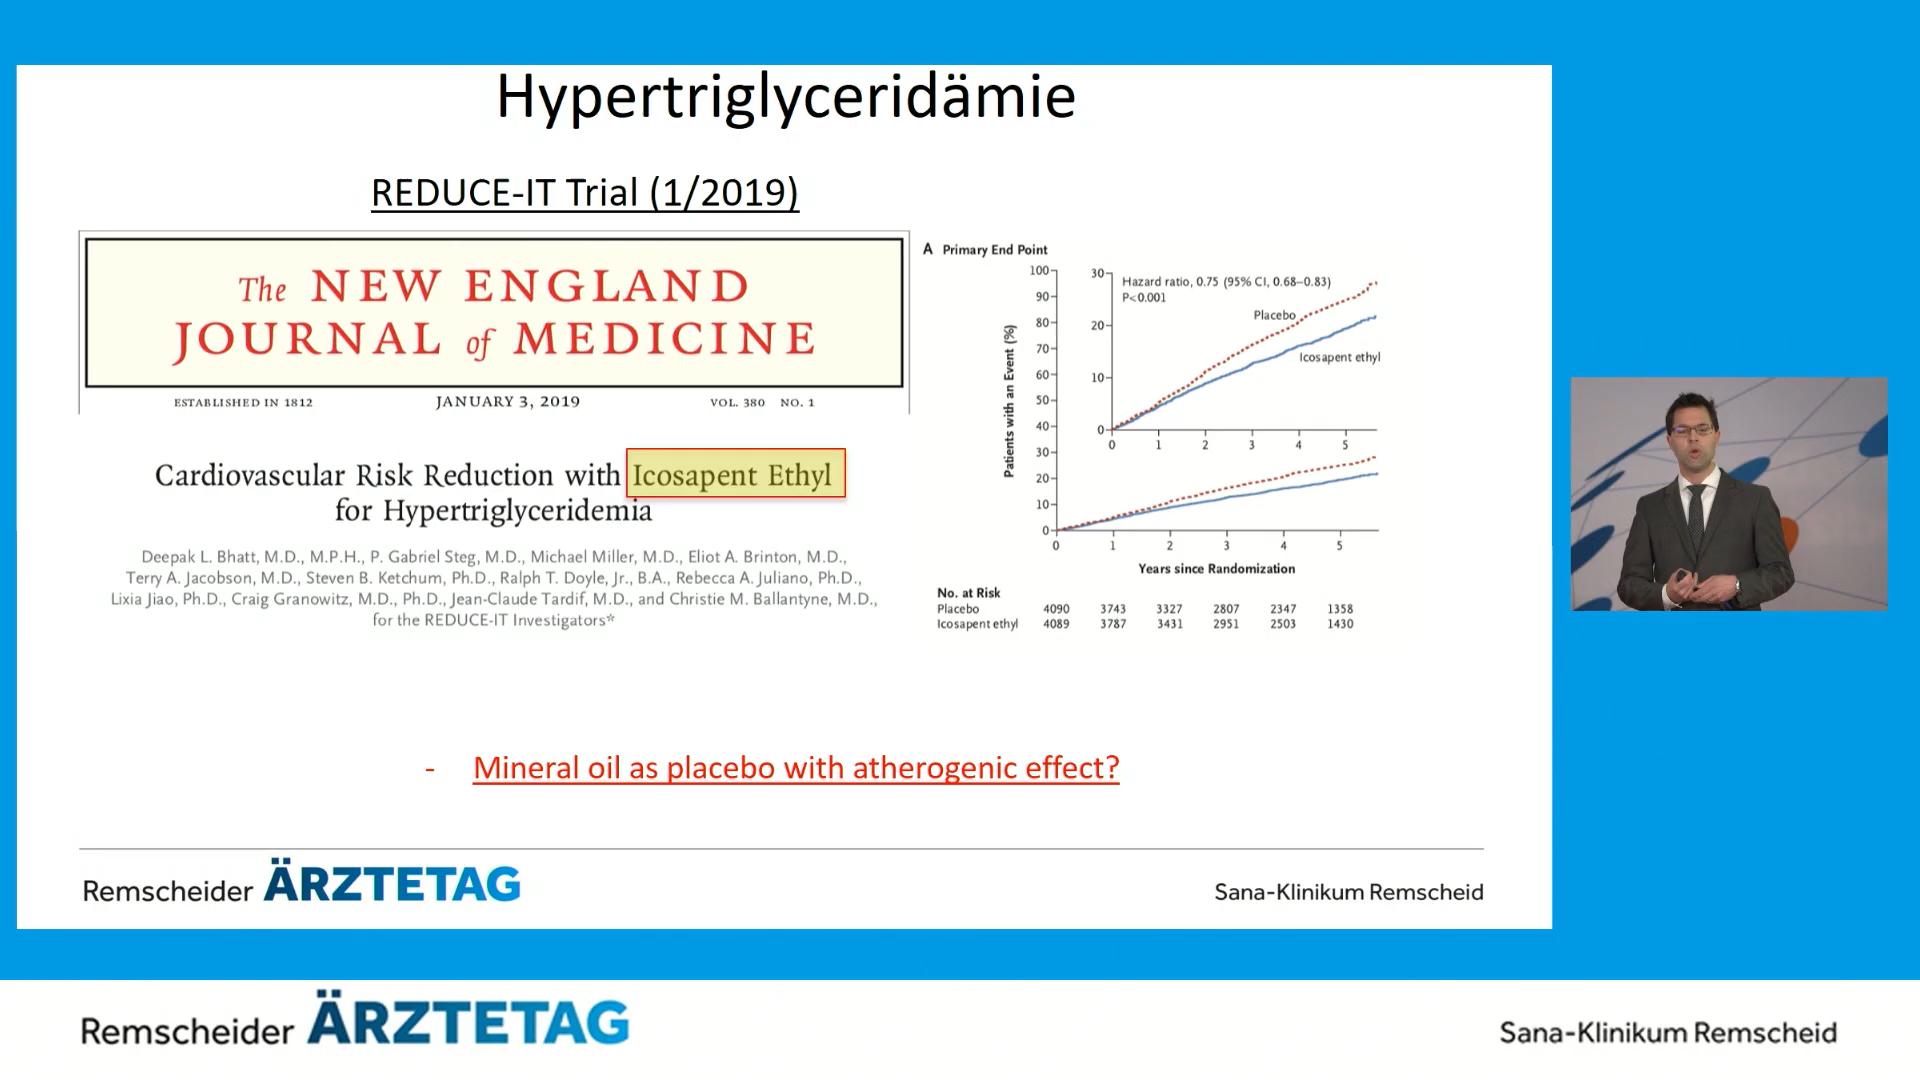 Hypertriglyceridämie
REDUCE-IT Trial (1/2019)
The NEW ENGLAND
JOURNAL of MEDICINE
ESTABLISHED IN 1812 JANUARY 3, 2019 VOL. 380 NO. 1
Cardiovascular Risk Reduction with Icosapent Ethyl
for Hypertriglyceridemia
Deepak L. Bhatt, M.D., M.P.H., P. Gabriel Steg, M.D., Michael Miller, M.D., Eliot A. Brinton, M.D.,
Terry A. Jacobson, M.D., Steven B. Ketchum, Ph.D., Ralph T. Doyle, Jr., B.A., Rebecca A. Juliano, Ph.D.,
Lixia Jiao, Ph.D., Craig Granowitz, M.D., Ph.D., Jean-Claude Tardif, M.D., and Christie M. Ballantyne, M.D.,
for the REDUCE-IT Investigators*
A Primary End Point
Patients with an Event (%)
100
90
80
70
60
50
40
30
20
10
0
30
20
10
0
Hazard ratio, 0.75 (95% CI, 0.68–0.83)
P<0.001
Placebo
Icosapent ethyl
0 1 2 3 4 5
0 1 2 3 4 5
Years since Randomization
No. at Risk
Placebo 4090 3743 3327 2807 2347 1358
Icosapent ethyl 4089 3787 3431 2951 2503 1430
- Mineral oil as placebo with atherogenic effect?
Remscheider ÄRZTETAG
Sana-Klinikum Remscheid
Remscheider ÄRZTETAG
Sana-Klinikum Remscheid